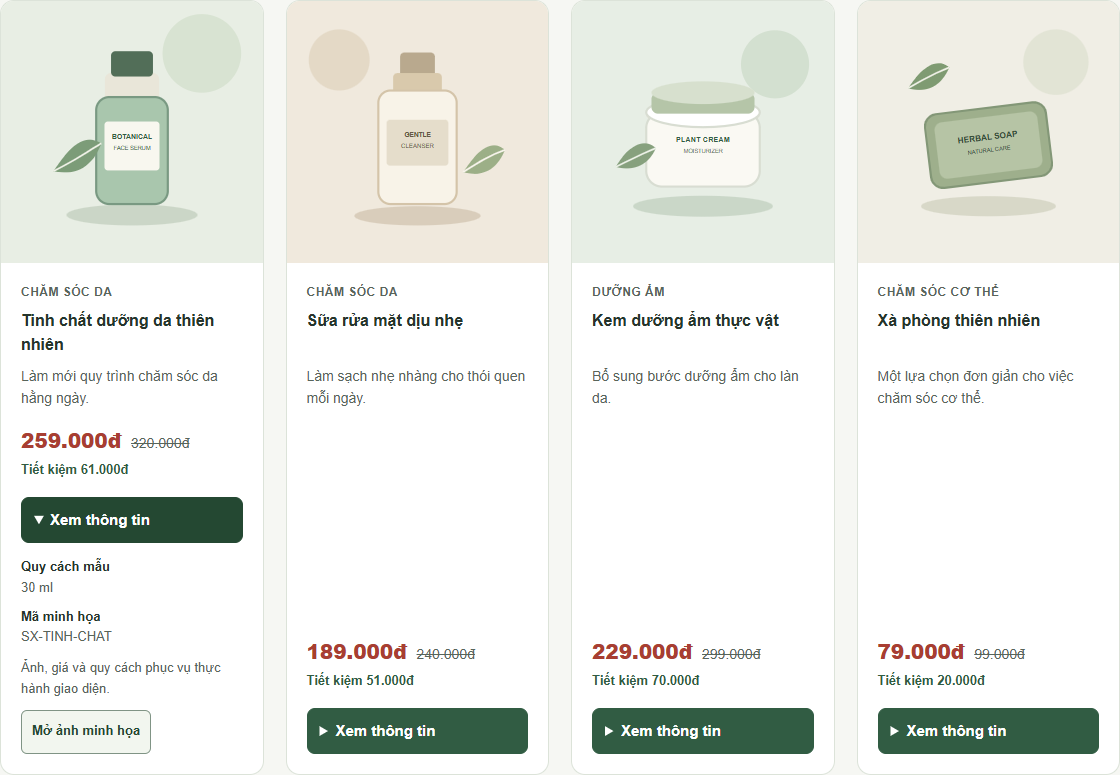 BOTANICAL
FACE SERUM
CHĂM SÓC DA
Tinh chất dưỡng da thiên
nhiên
Làm mới quy trình chăm sóc da
hằng ngày.
259.000đ 320.000đ
Tiết kiệm 61.000đ
▼ Xem thông tin
Quy cách mẫu
30 ml
Mã minh họa
SX-TINH-CHAT
Ảnh, giá và quy cách phục vụ thực
hành giao diện.
Mở ảnh minh họa
GENTLE
CLEANSER
CHĂM SÓC DA
Sữa rửa mặt dịu nhẹ
Làm sạch nhẹ nhàng cho thói quen
mỗi ngày.
189.000đ 240.000đ
Tiết kiệm 51.000đ
▶ Xem thông tin
PLANT CREAM
MOISTURIZER
DƯỠNG ẨM
Kem dưỡng ẩm thực vật
Bổ sung bước dưỡng ẩm cho làn
da.
229.000đ 299.000đ
Tiết kiệm 70.000đ
▶ Xem thông tin
HERBAL SOAP
NATURAL CARE
CHĂM SÓC CƠ THỂ
Xà phòng thiên nhiên
Một lựa chọn đơn giản cho việc
chăm sóc cơ thể.
79.000đ 99.000đ
Tiết kiệm 20.000đ
▶ Xem thông tin